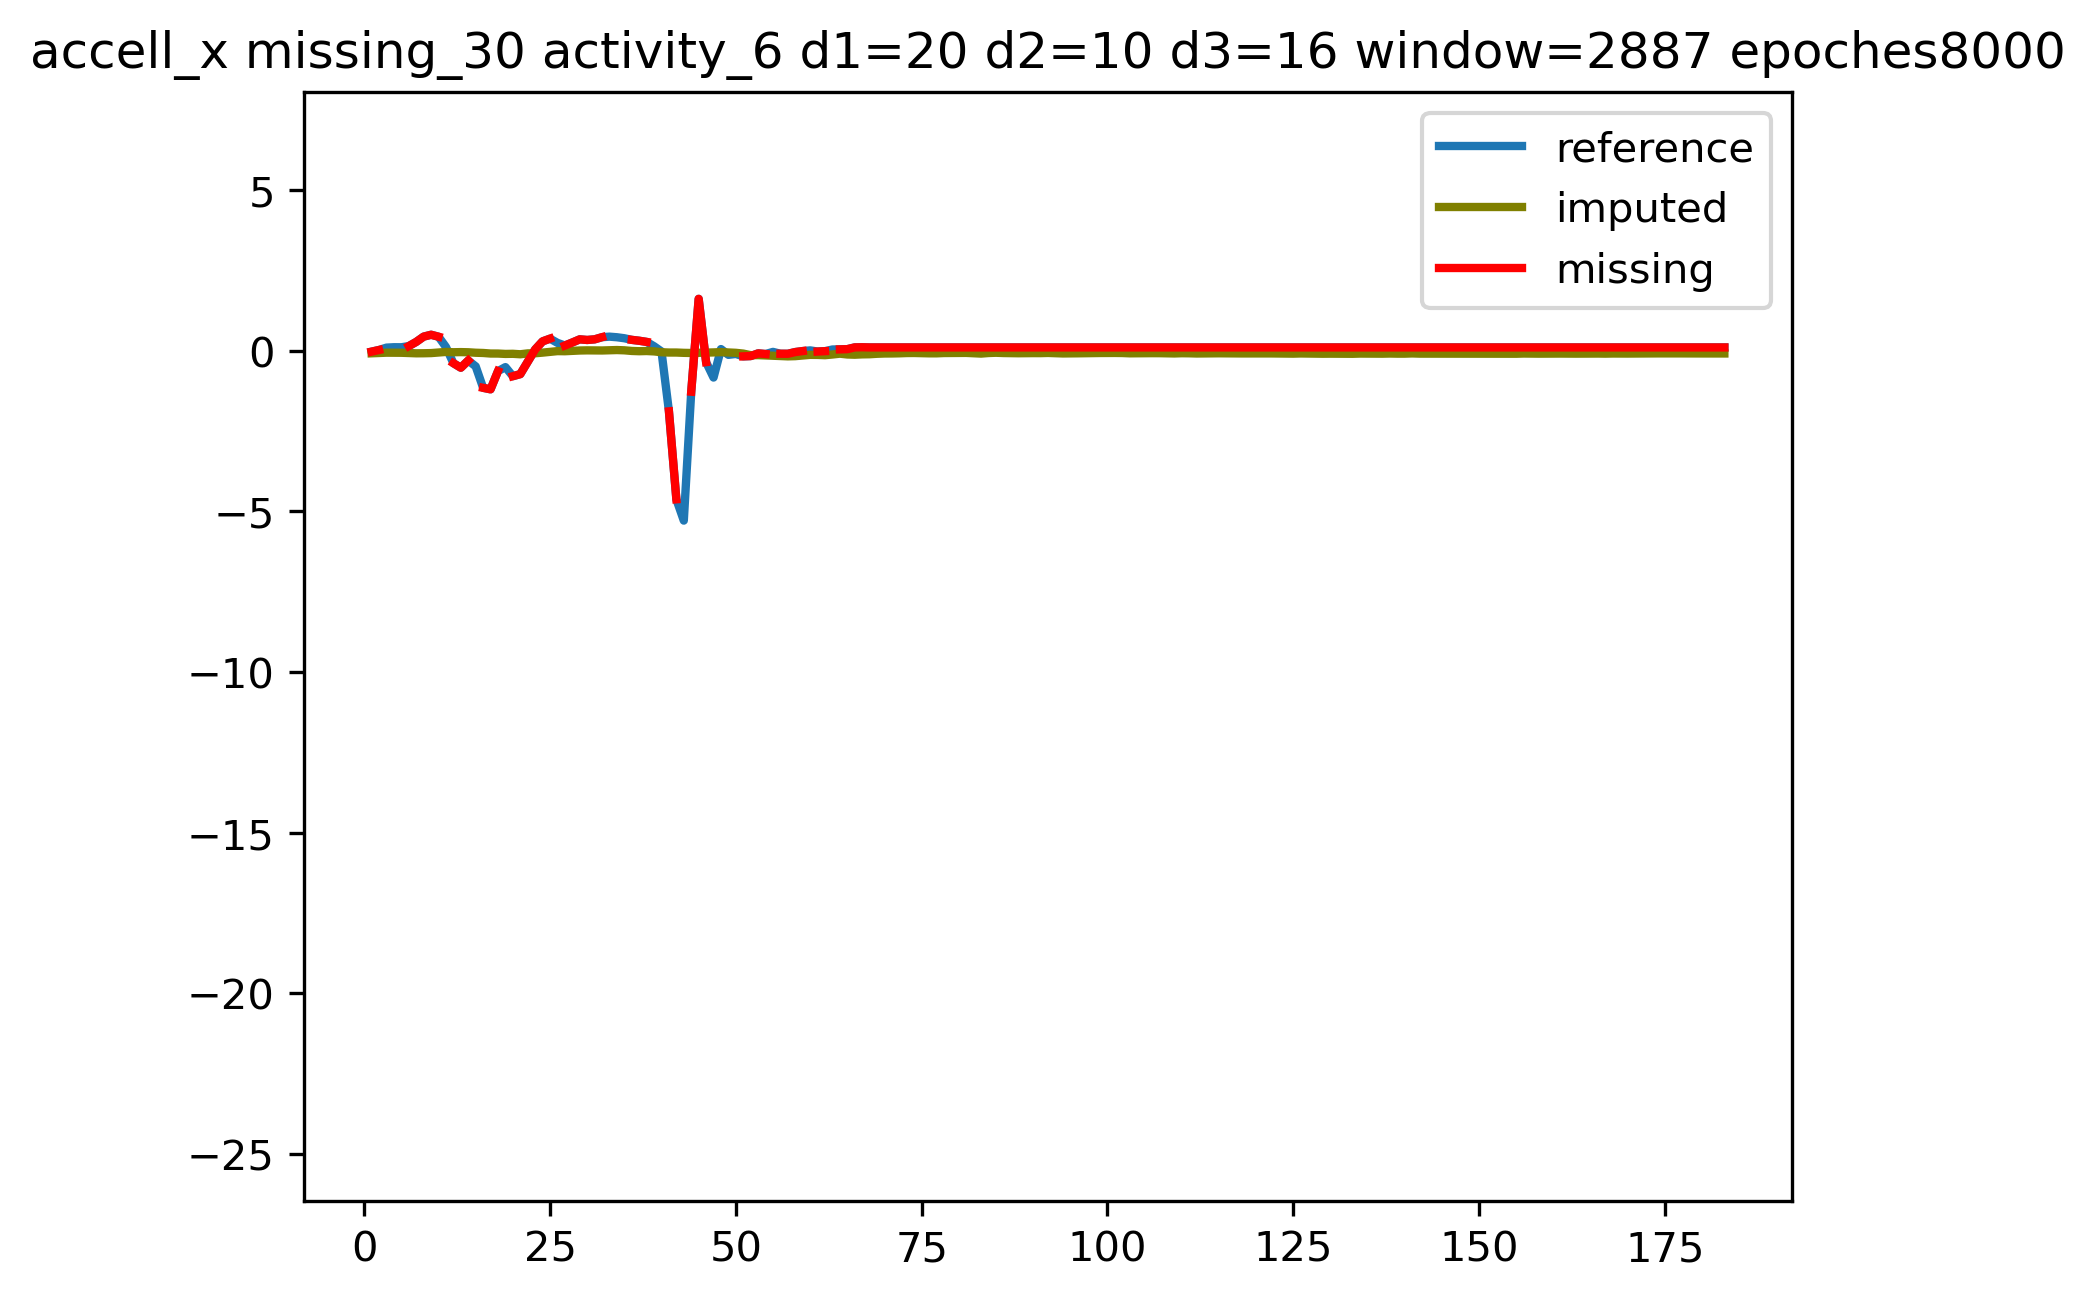 accell_x missing_30 activity_6 d1=20 d2=10 d3=16 window=2887 epoches8000
reference
imputed
missing
5
0
−5
−10
−15
−20
−25
0 25 50 75 100 125 150 175